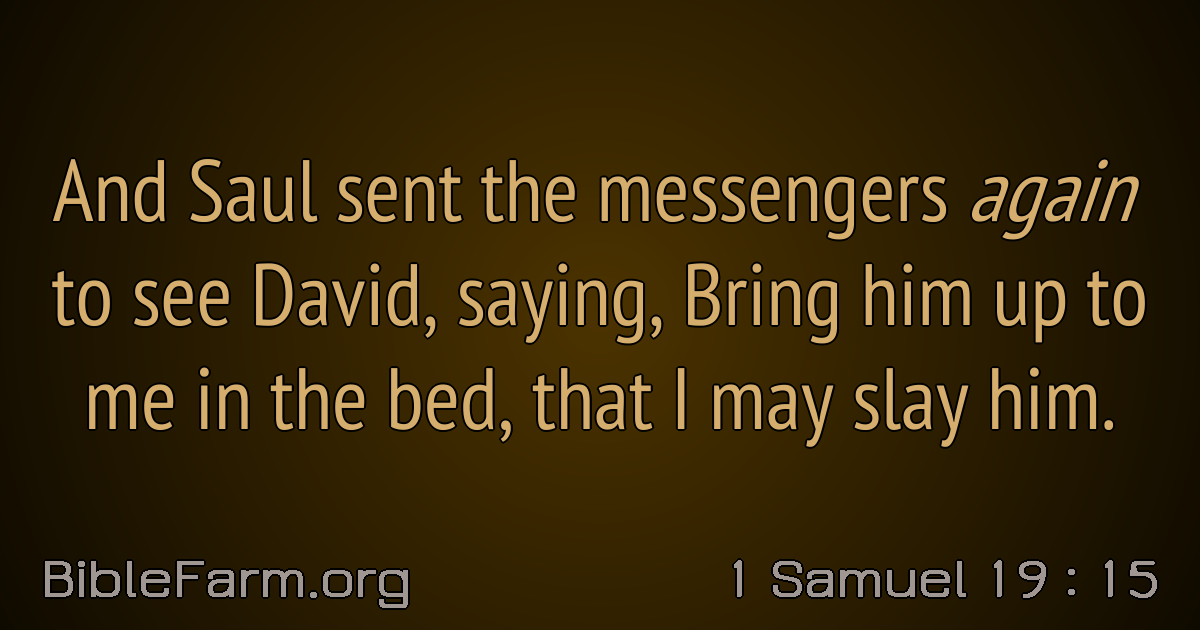 And Saul sent the messengers again
to see David, saying, Bring him up to
me in the bed, that I may slay him.
BibleFarm.org
1 Samuel 19 : 15